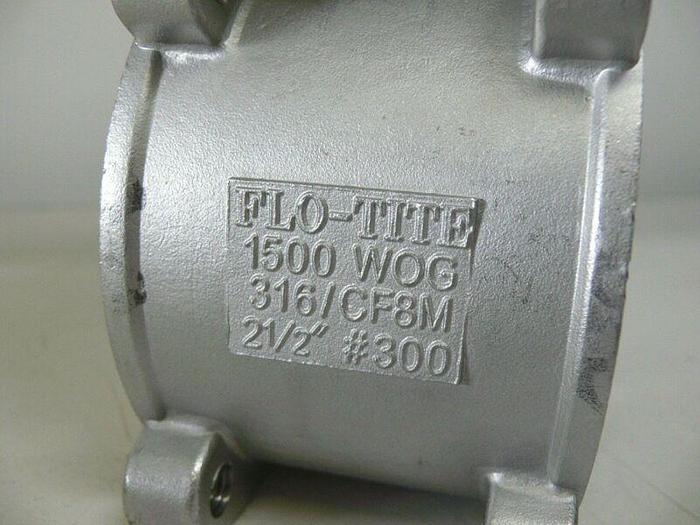 FLO-TITE
1500 WOG
316/CF8M
21/2" #300